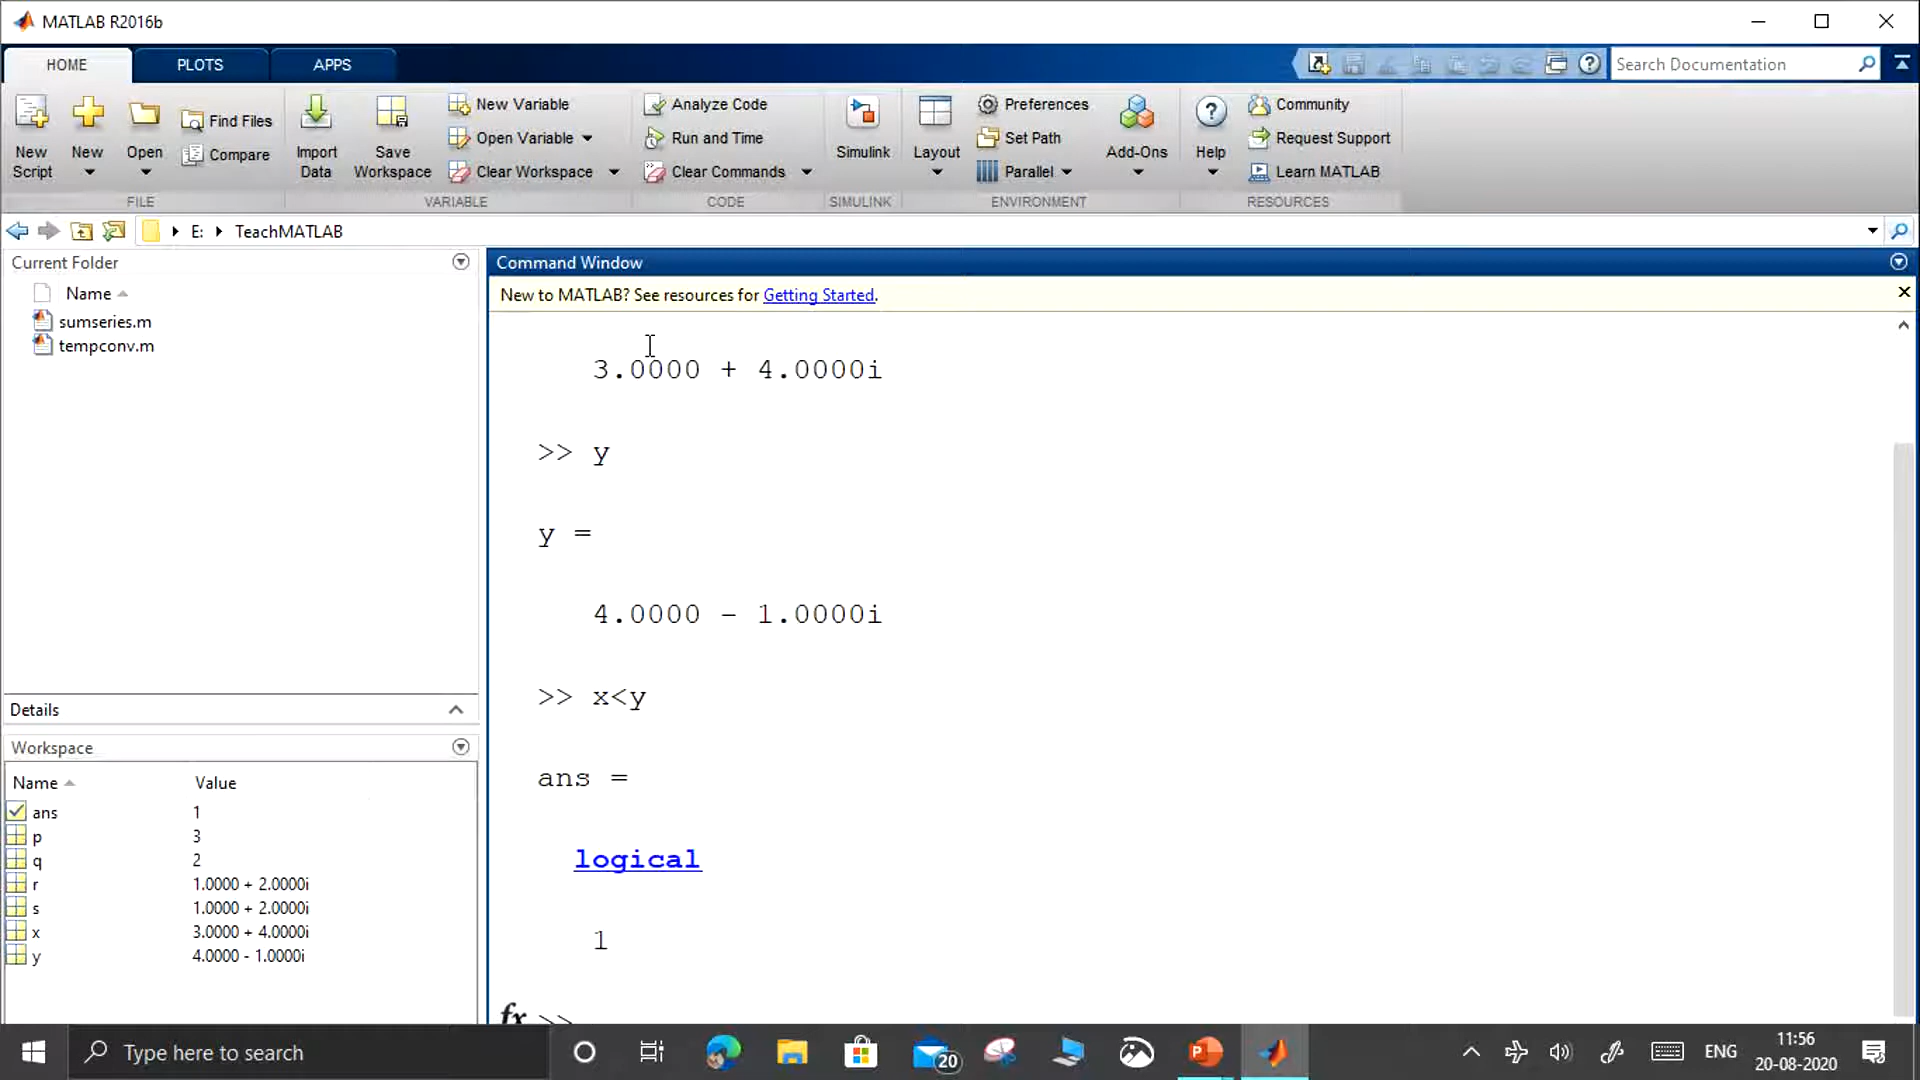 MATLAB R2016b
HOME
PLOTS
APPS
Search Documentation
New Script
New
Open
Find Files
Compare
FILE
Import Data
Save Workspace
New Variable
Open Variable
Clear Workspace
VARIABLE
Analyze Code
Run and Time
Clear Commands
CODE
Simulink
SIMULINK
Layout
Preferences
Set Path
Parallel
Add-Ons
ENVIRONMENT
Help
Community
Request Support
Learn MATLAB
RESOURCES
E:
TeachMATLAB
Current Folder
Name
sumseries.m
tempconv.m
Details
Workspace
Name Value
ans 1
p 3
q 2
r 1.0000 + 2.0000i
s 1.0000 + 2.0000i
x 3.0000 + 4.0000i
y 4.0000 - 1.0000i
Command Window
New to MATLAB? See resources for Getting Started.
3.0000 + 4.0000i
>> y
y =
4.0000 - 1.0000i
>> x<y
ans =
logical
1
fx >>
Type here to search
20
P
ENG
11:56
20-08-2020